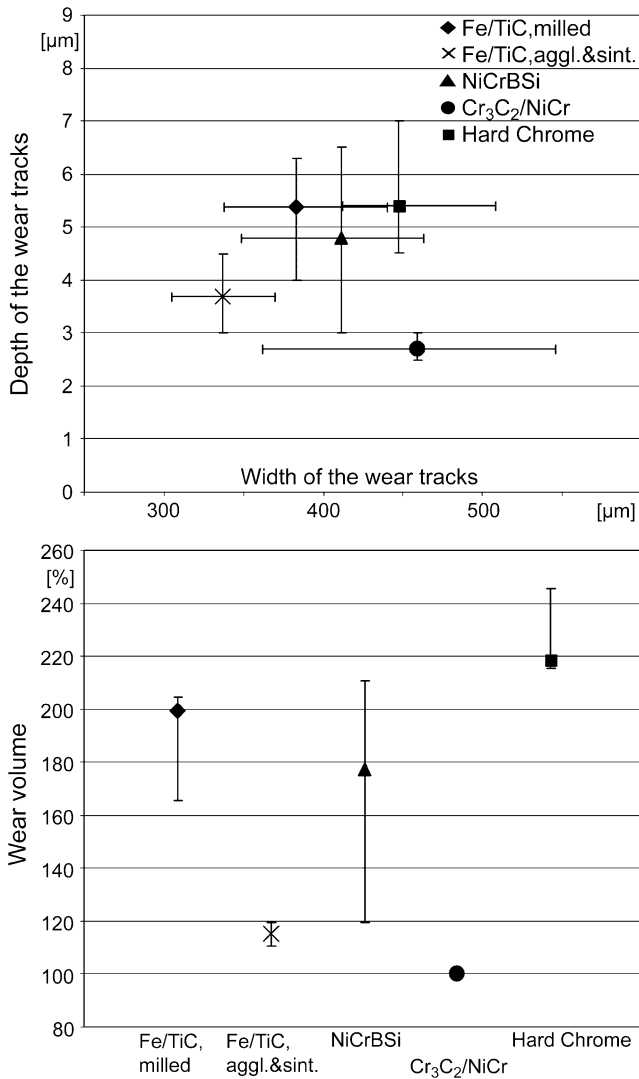 9
[µm]
8
7
6
5
4
3
2
1
0
Depth of the wear tracks
Fe/TiC,milled
Fe/TiC,aggl.&sint.
NiCrBSi
Cr₃C₂/NiCr
Hard Chrome
Width of the wear tracks
300 400 500 [µm]
260
[%]
240
220
200
180
160
140
120
100
80
Wear volume
Fe/TiC,
milled
Fe/TiC,
aggl.&sint.
NiCrBSi
Cr₃C₂/NiCr
Hard Chrome